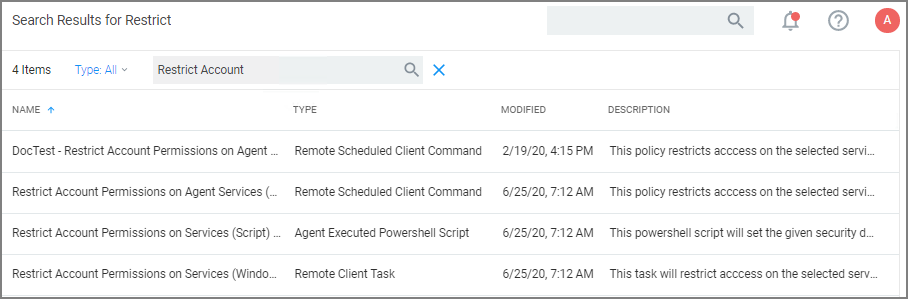 Search Results for Restrict
A
4 Items Type: All Restrict Account
NAME TYPE MODIFIED DESCRIPTION
DocTest - Restrict Account Permissions on Agent ... Remote Scheduled Client Command 2/19/20, 4:15 PM This policy restricts acccess on the selected servi...
Restrict Account Permissions on Agent Services (... Remote Scheduled Client Command 6/25/20, 7:12 AM This policy restricts acccess on the selected servi...
Restrict Account Permissions on Services (Script) ... Agent Executed Powershell Script 6/25/20, 7:12 AM This powershell script will set the given security d...
Restrict Account Permissions on Services (Windo... Remote Client Task 6/25/20, 7:12 AM This task will restrict acccess on the selected serv...